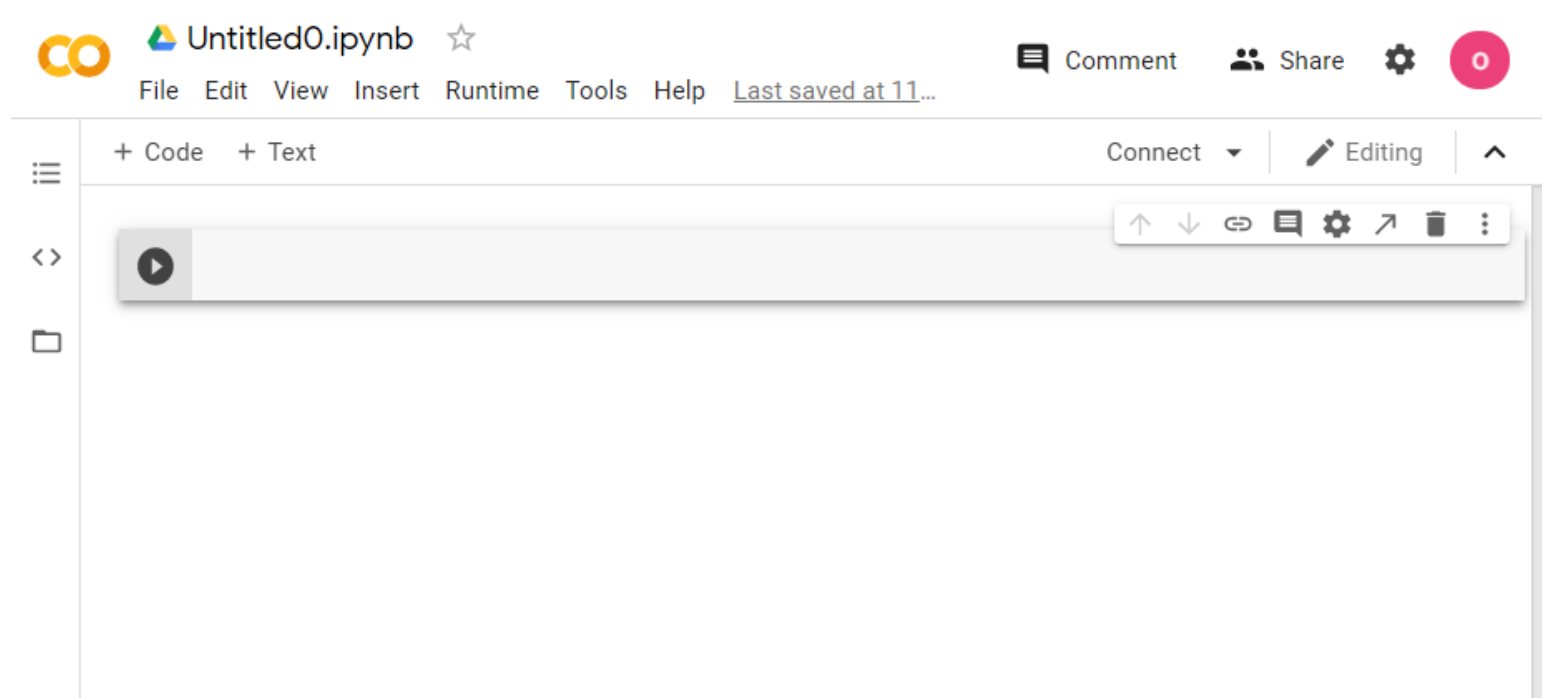 Untitled0.ipynb
Comment
Share
O
File Edit View Insert Runtime Tools Help Last saved at 11...
+ Code + Text
Connect
Editing